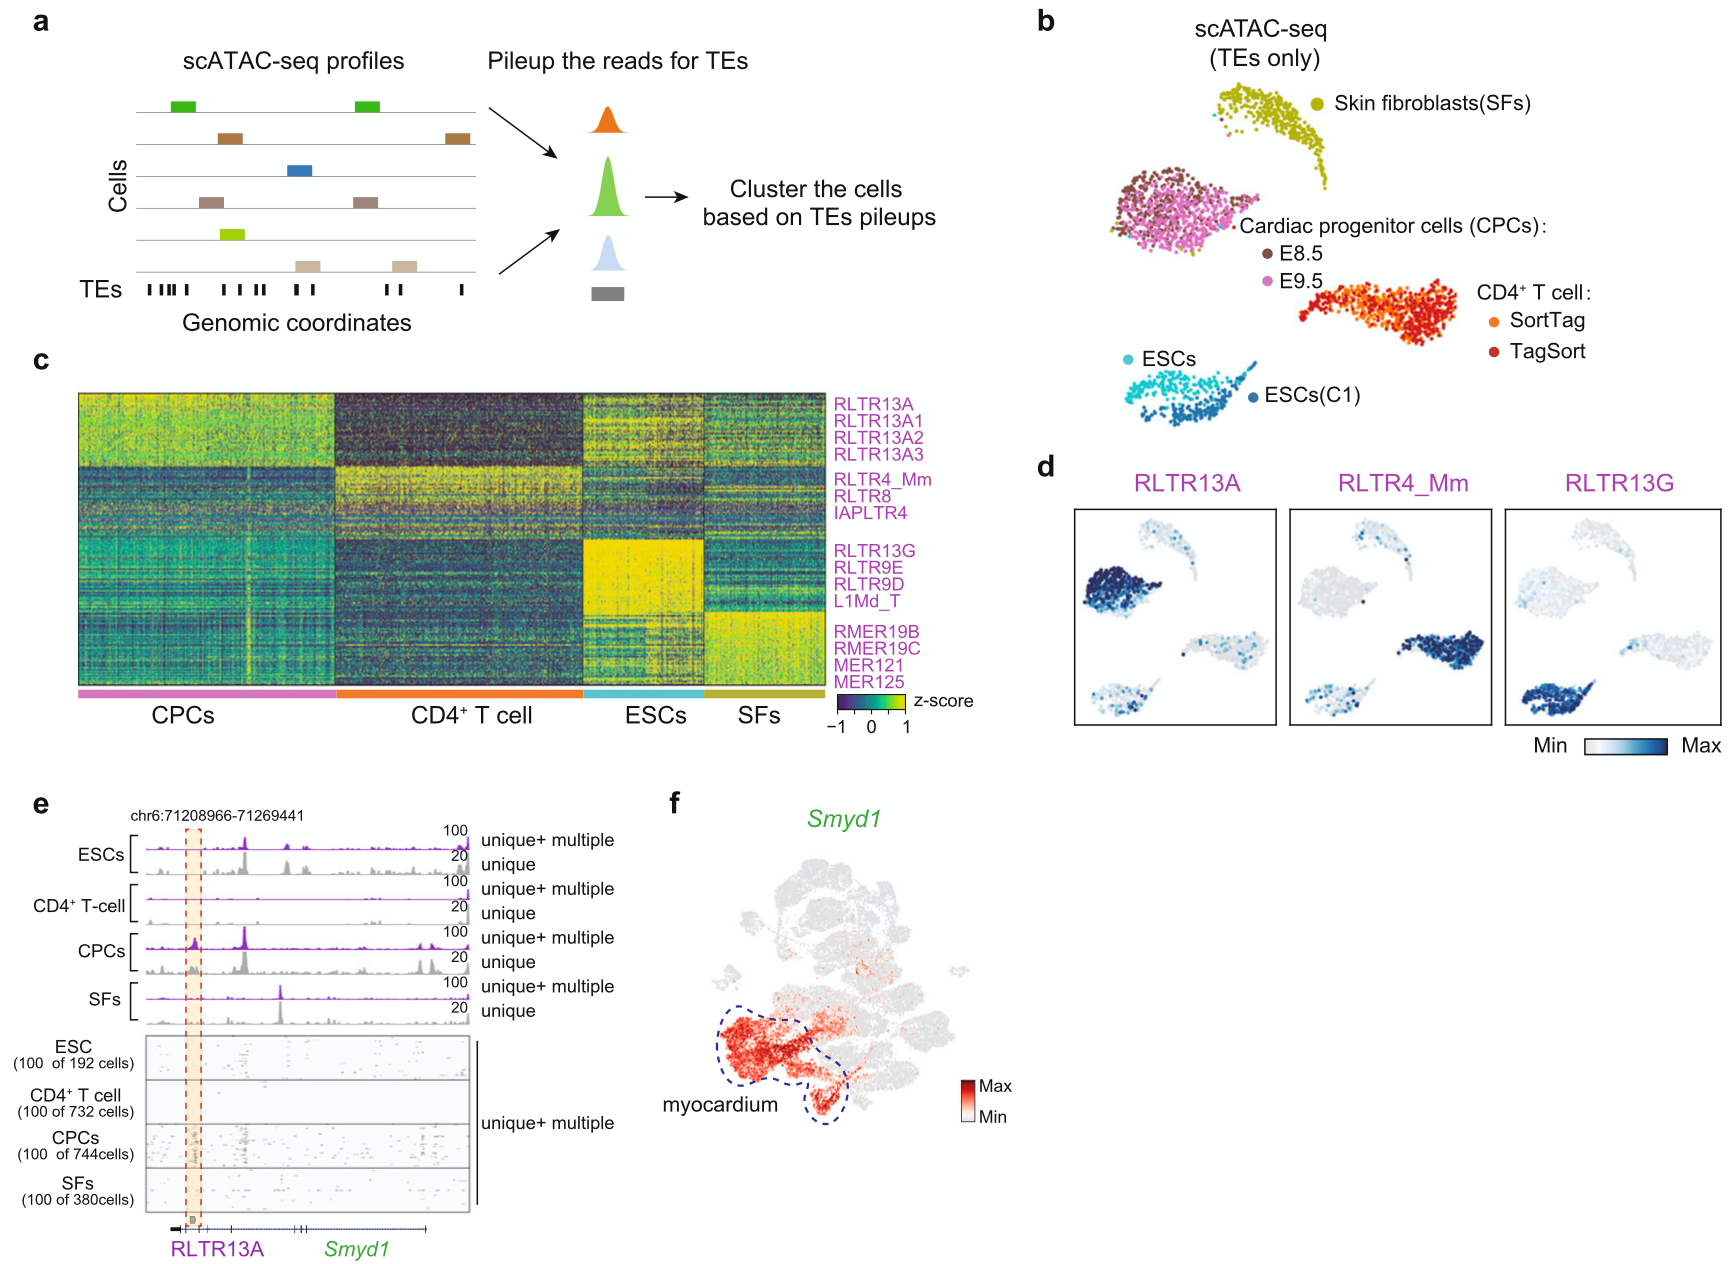 a
scATAC-seq profiles
Pileup the reads for TEs
Cells
Cluster the cells
based on TEs pileups
TEs
Genomic coordinates
b
scATAC-seq
(TEs only)
Skin fibroblasts(SFs)
Cardiac progenitor cells (CPCs):
E8.5
E9.5
CD4⁺ T cell:
SortTag
TagSort
ESCs
ESCs(C1)
c
RLTR13A
RLTR13A1
RLTR13A2
RLTR13A3
RLTR4_Mm
RLTR8
IAPLTR4
RLTR13G
RLTR9E
RLTR9D
L1Md_T
RMER19B
RMER19C
MER121
MER125
CPCs
CD4⁺ T cell
ESCs
SFs
z-score
−1 0 1
d
RLTR13A
RLTR4_Mm
RLTR13G
Min
Max
e
chr6:71208966-71269441
ESCs
100
unique+ multiple
20
unique
CD4⁺ T-cell
100
unique+ multiple
20
unique
CPCs
100
unique+ multiple
20
unique
SFs
100
unique+ multiple
20
unique
ESC
(100 of 192 cells)
CD4⁺ T cell
(100 of 732 cells)
CPCs
(100 of 744cells)
SFs
(100 of 380cells)
unique+ multiple
RLTR13A
Smyd1
f
Smyd1
myocardium
Max
Min